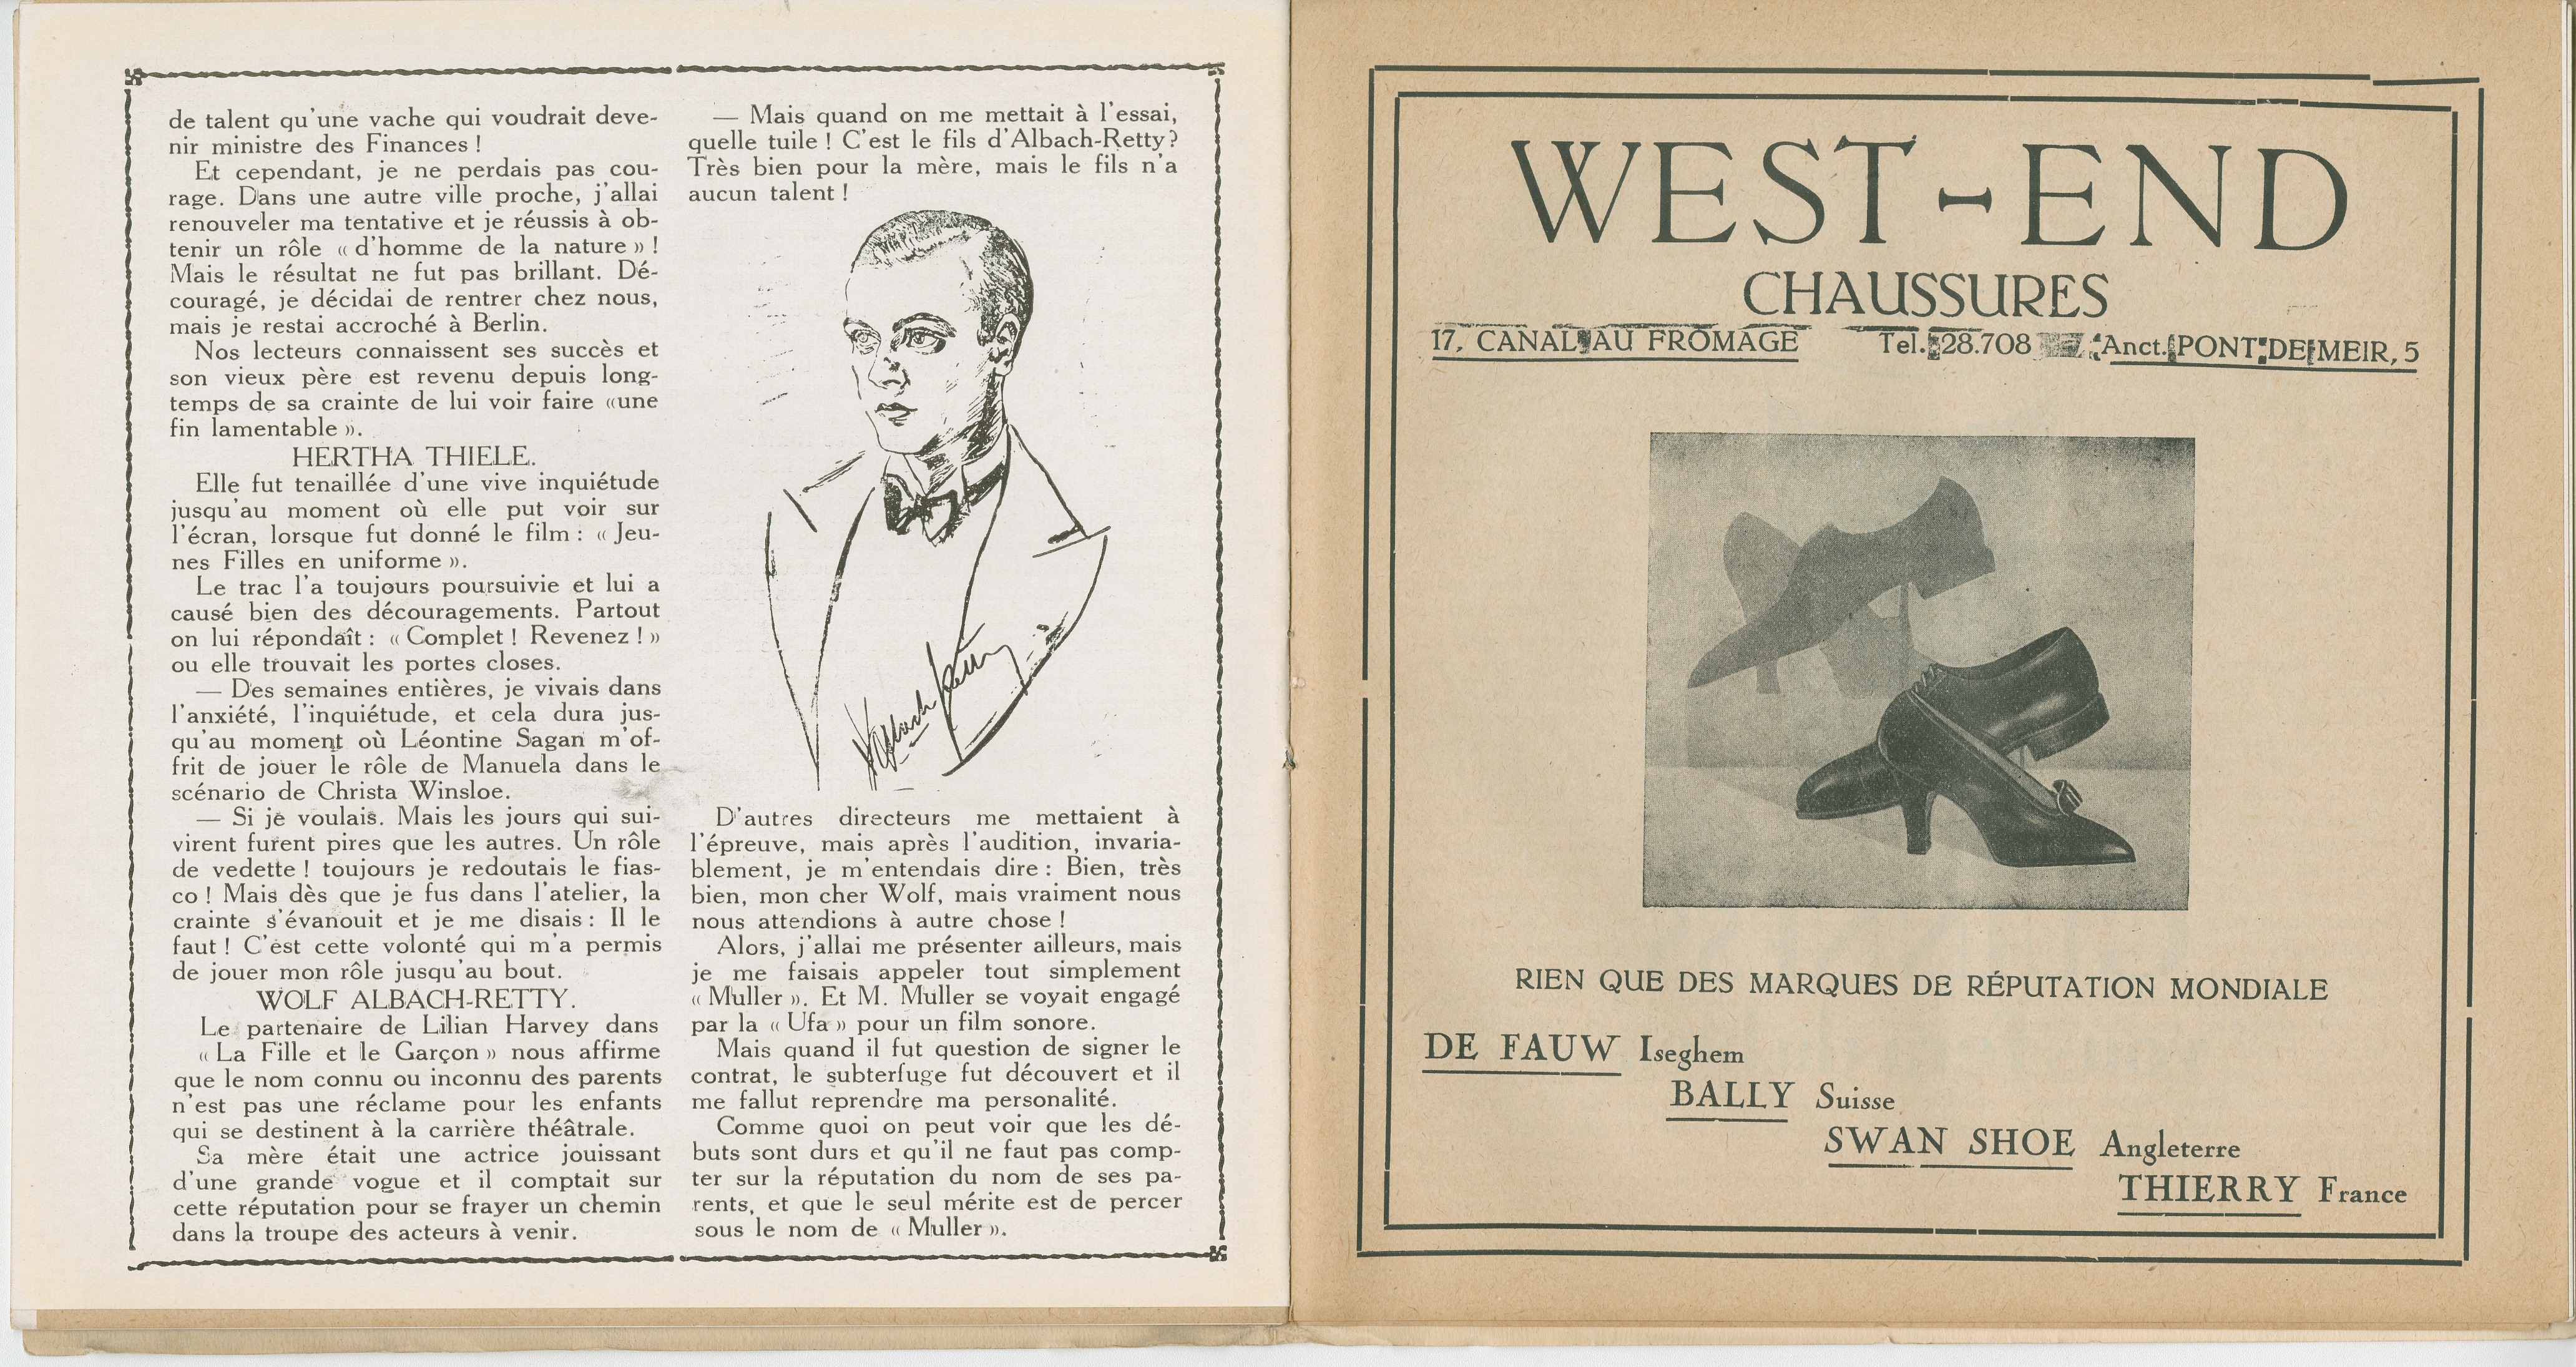 de talent qu'une vache qui voudrait deve-
nir ministre des Finances !
Et cependant, je ne perdais pas cou-
rage. Dans une autre ville proche, j'allai
renouveler ma tentative et je réussis à ob-
tenir un rôle « d'homme de la nature » !
Mais le résultat ne fut pas brillant. Dé-
couragé, je décidai de rentrer chez nous,
mais je restai accroché à Berlin.
Nos lecteurs connaissent ses succès et
son vieux père est revenu depuis long-
temps de sa crainte de lui voir faire «une
fin lamentable ».
HERTHA THIELE.
Elle fut tenaillée d'une vive inquiétude
jusqu'au moment où elle put voir sur
l'écran, lorsque fut donné le film : « Jeu-
nes Filles en uniforme ».
Le trac l'a toujours poursuivie et lui a
causé bien des découragements. Partout
on lui répondaît : « Complet ! Revenez ! »
ou elle trouvait les portes closes.
— Des semaines entières, je vivais dans
l'anxiété, l'inquiétude, et cela dura jus-
qu'au moment où Léontine Sagan m'of-
frit de jouer le rôle de Manuela dans le
scénario de Christa Winsloe.
— Si je voulais. Mais les jours qui sui-
virent furent pires que les autres. Un rôle
de vedette ! toujours je redoutais le fias-
co ! Mais dès que je fus dans l'atelier, la
crainte s'évanouit et je me disais : Il le
faut ! C'est cette volonté qui m'a permis
de jouer mon rôle jusqu'au bout.
WOLF ALBACH-RETTY.
Le partenaire de Lilian Harvey dans
« La Fille et le Garçon » nous affirme
que le nom connu ou inconnu des parents
n'est pas une réclame pour les enfants
qui se destinent à la carrière théâtrale.
Sa mère était une actrice jouissant
d'une grande vogue et il comptait sur
cette réputation pour se frayer un chemin
dans la troupe des acteurs à venir.
— Mais quand on me mettait à l'essai,
quelle tuile ! C'est le fils d'Albach-Retty?
Très bien pour la mère, mais le fils n'a
aucun talent !
W Albach Retty
D'autres directeurs me mettaient à
l'épreuve, mais après l'audition, invaria-
blement, je m'entendais dire : Bien, très
bien, mon cher Wolf, mais vraiment nous
nous attendions à autre chose !
Alors, j'allai me présenter ailleurs, mais
je me faisais appeler tout simplement
« Muller ». Et M. Muller se voyait engagé
par la « Ufa » pour un film sonore.
Mais quand il fut question de signer le
contrat, le subterfuge fut découvert et il
me fallut reprendre ma personalité.
Comme quoi on peut voir que les dé-
buts sont durs et qu'il ne faut pas comp-
ter sur la réputation du nom de ses pa-
rents, et que le seul mérite est de percer
sous le nom de « Muller ».
WEST-END
CHAUSSURES
17, CANAL AU FROMAGE Tel. 28.708 Anct. PONT DE MEIR, 5
RIEN QUE DES MARQUES DE RÉPUTATION MONDIALE
DE FAUW Iseghem
BALLY Suisse
SWAN SHOE Angleterre
THIERRY France